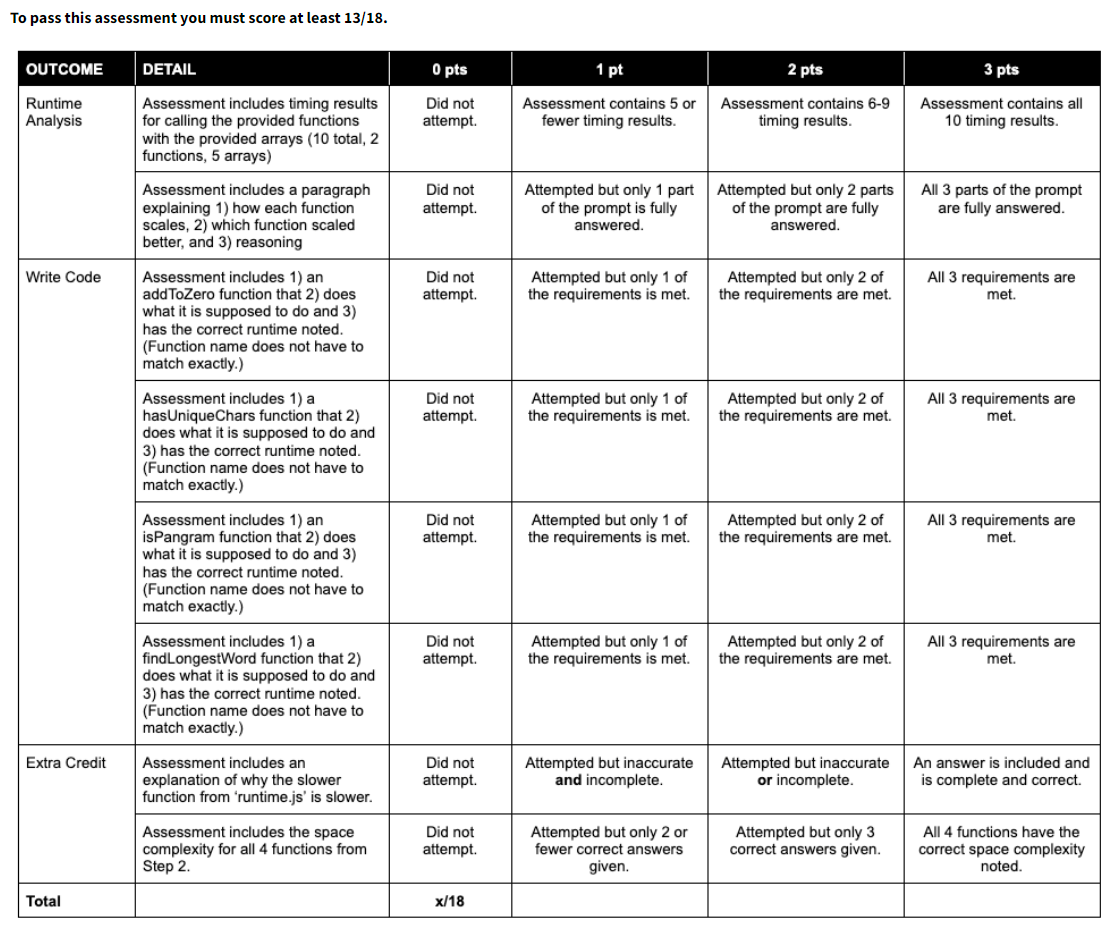 To pass this assessment you must score at least 13/18.
OUTCOME DETAIL 0 pts 1 pt 2 pts 3 pts
Runtime
Analysis
Assessment includes timing results
for calling the provided functions
with the provided arrays (10 total, 2
functions, 5 arrays)
Did not
attempt.
Assessment contains 5 or
fewer timing results.
Assessment contains 6-9
timing results.
Assessment contains all
10 timing results.
Assessment includes a paragraph
explaining 1) how each function
scales, 2) which function scaled
better, and 3) reasoning
Did not
attempt.
Attempted but only 1 part
of the prompt is fully
answered.
Attempted but only 2 parts
of the prompt are fully
answered.
All 3 parts of the prompt
are fully answered.
Write Code
Assessment includes 1) an
addToZero function that 2) does
what it is supposed to do and 3)
has the correct runtime noted.
(Function name does not have to
match exactly.)
Did not
attempt.
Attempted but only 1 of
the requirements is met.
Attempted but only 2 of
the requirements are met.
All 3 requirements are
met.
Assessment includes 1) a
hasUniqueChars function that 2)
does what it is supposed to do and
3) has the correct runtime noted.
(Function name does not have to
match exactly.)
Did not
attempt.
Attempted but only 1 of
the requirements is met.
Attempted but only 2 of
the requirements are met.
All 3 requirements are
met.
Assessment includes 1) an
isPangram function that 2) does
what it is supposed to do and 3)
has the correct runtime noted.
(Function name does not have to
match exactly.)
Did not
attempt.
Attempted but only 1 of
the requirements is met.
Attempted but only 2 of
the requirements are met.
All 3 requirements are
met.
Assessment includes 1) a
findLongestWord function that 2)
does what it is supposed to do and
3) has the correct runtime noted.
(Function name does not have to
match exactly.)
Did not
attempt.
Attempted but only 1 of
the requirements is met.
Attempted but only 2 of
the requirements are met.
All 3 requirements are
met.
Extra Credit
Assessment includes an
explanation of why the slower
function from 'runtime.js' is slower.
Did not
attempt.
Attempted but inaccurate
and incomplete.
Attempted but inaccurate
or incomplete.
An answer is included and
is complete and correct.
Assessment includes the space
complexity for all 4 functions from
Step 2.
Did not
attempt.
Attempted but only 2 or
fewer correct answers
given.
Attempted but only 3
correct answers given.
All 4 functions have the
correct space complexity
noted.
Total x/18